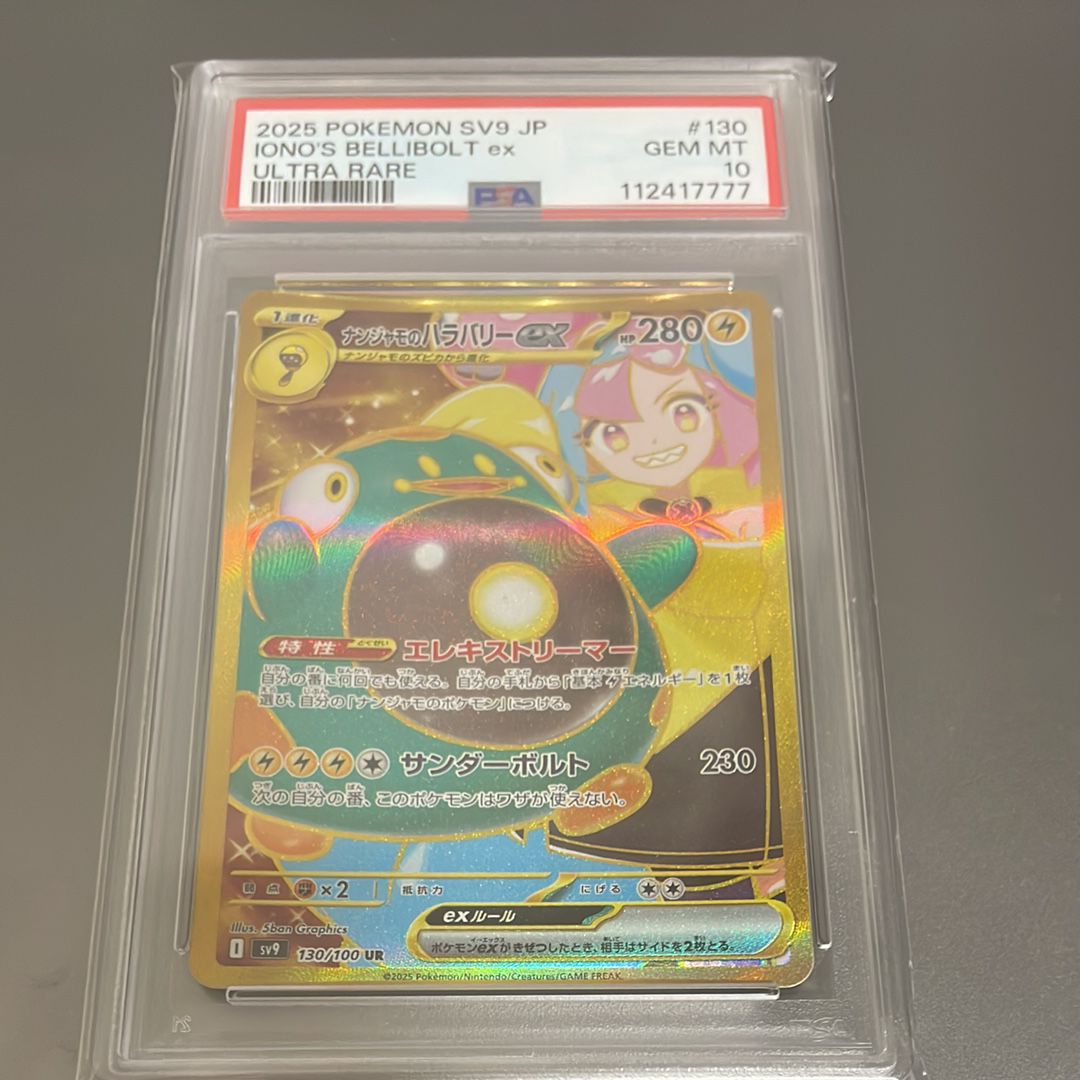 2025 POKEMON SV9 JP #130
IONO'S BELLIBOLT ex GEM MT
ULTRA RARE 10
PSA 112417777
1進化 ナンジャモのハラバリーex HP280
ナンジャモのズピカから進化
特性 とくせい エレキストリーマー
自分の番に何回でも使える。自分の手札から「基本エネルギー」を1枚
選び、自分の「ナンジャモのポケモン」につける。
サンダーボルト 230
次の自分の番、このポケモンはワザが使えない。
弱点 ×2 抵抗力 にげる
exルール
ポケモンexがきぜつしたとき、相手はサイドを2枚とる。
Illus. 5ban Graphics
I sv9 130/100 UR
©2025 Pokémon/Nintendo/Creatures/GAME FREAK.